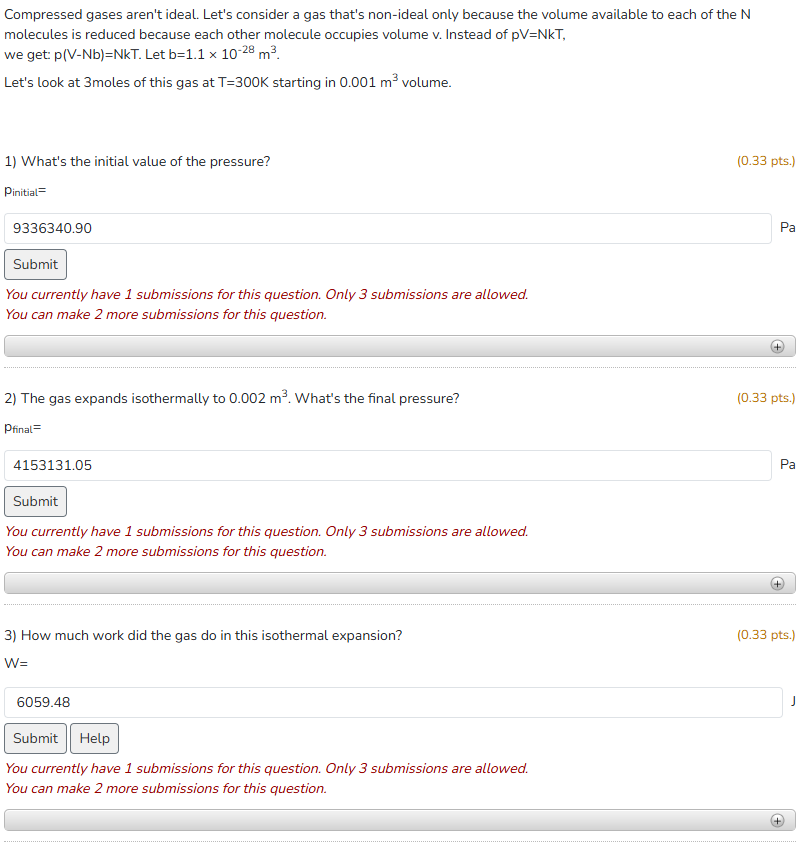 Compressed gases aren't ideal. Let's consider a gas that's non-ideal only because the volume available to each of the N
molecules is reduced because each other molecule occupies volume v. Instead of pV=NkT,
we get: p(V-Nb)=NkT. Let b=1.1 × 10⁻²⁸ m³.
Let's look at 3moles of this gas at T=300K starting in 0.001 m³ volume.
1) What's the initial value of the pressure? (0.33 pts.)
pinitial=
9336340.90 Pa
Submit
You currently have 1 submissions for this question. Only 3 submissions are allowed.
You can make 2 more submissions for this question.
2) The gas expands isothermally to 0.002 m³. What's the final pressure? (0.33 pts.)
pfinal=
4153131.05 Pa
Submit
You currently have 1 submissions for this question. Only 3 submissions are allowed.
You can make 2 more submissions for this question.
3) How much work did the gas do in this isothermal expansion? (0.33 pts.)
W=
6059.48 J
Submit Help
You currently have 1 submissions for this question. Only 3 submissions are allowed.
You can make 2 more submissions for this question.